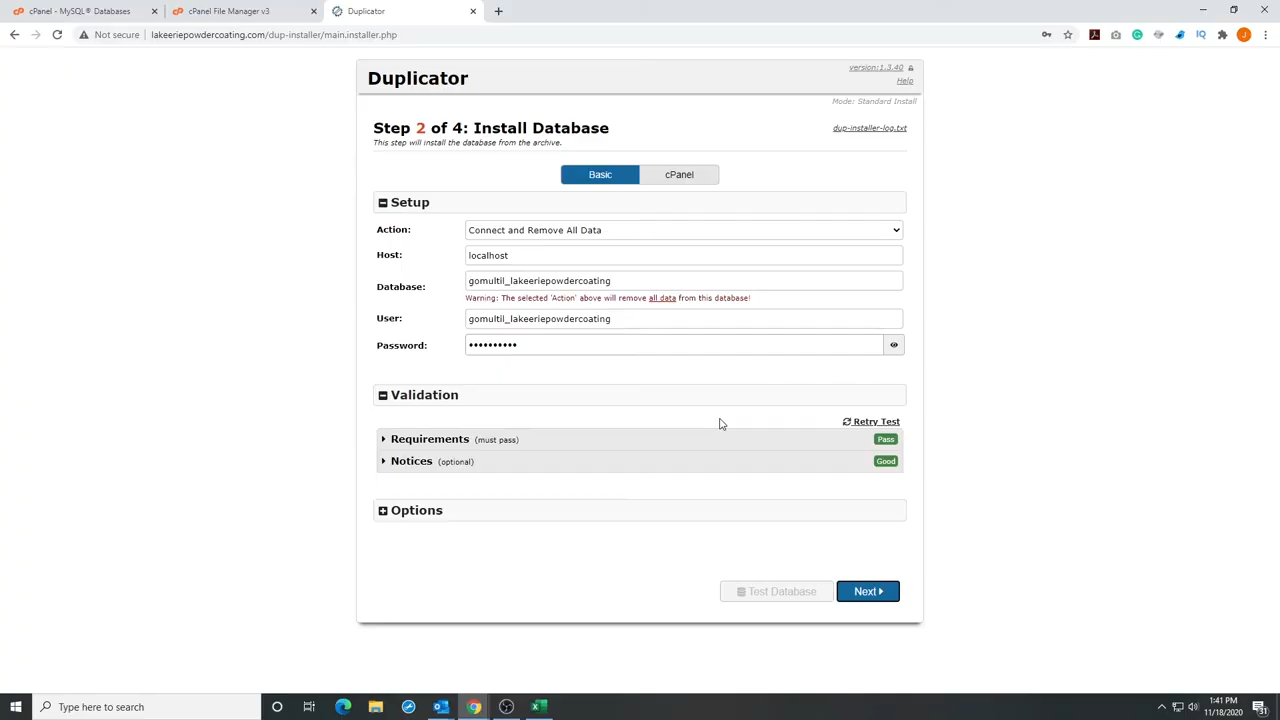 cPanel - MySQL® Databases
cPanel File Manager v3
Duplicator
Not secure
lakeeriepowdercoating.com/dup-installer/main.installer.php
IQ
J
Duplicator
version:1.3.40
Help
Mode: Standard Install
Step 2 of 4: Install Database
dup-installer-log.txt
This step will install the database from the archive.
Basic
cPanel
Setup
Action:
Connect and Remove All Data
Host:
localhost
Database:
gomultil_lakeeriepowdercoating
Warning: The selected 'Action' above will remove all data from this database!
User:
gomultil_lakeeriepowdercoating
Password:
••••••••••
Validation
Retry Test
Requirements (must pass)
Pass
Notices (optional)
Good
Options
Test Database
Next
Type here to search
1:41 PM
11/18/2020